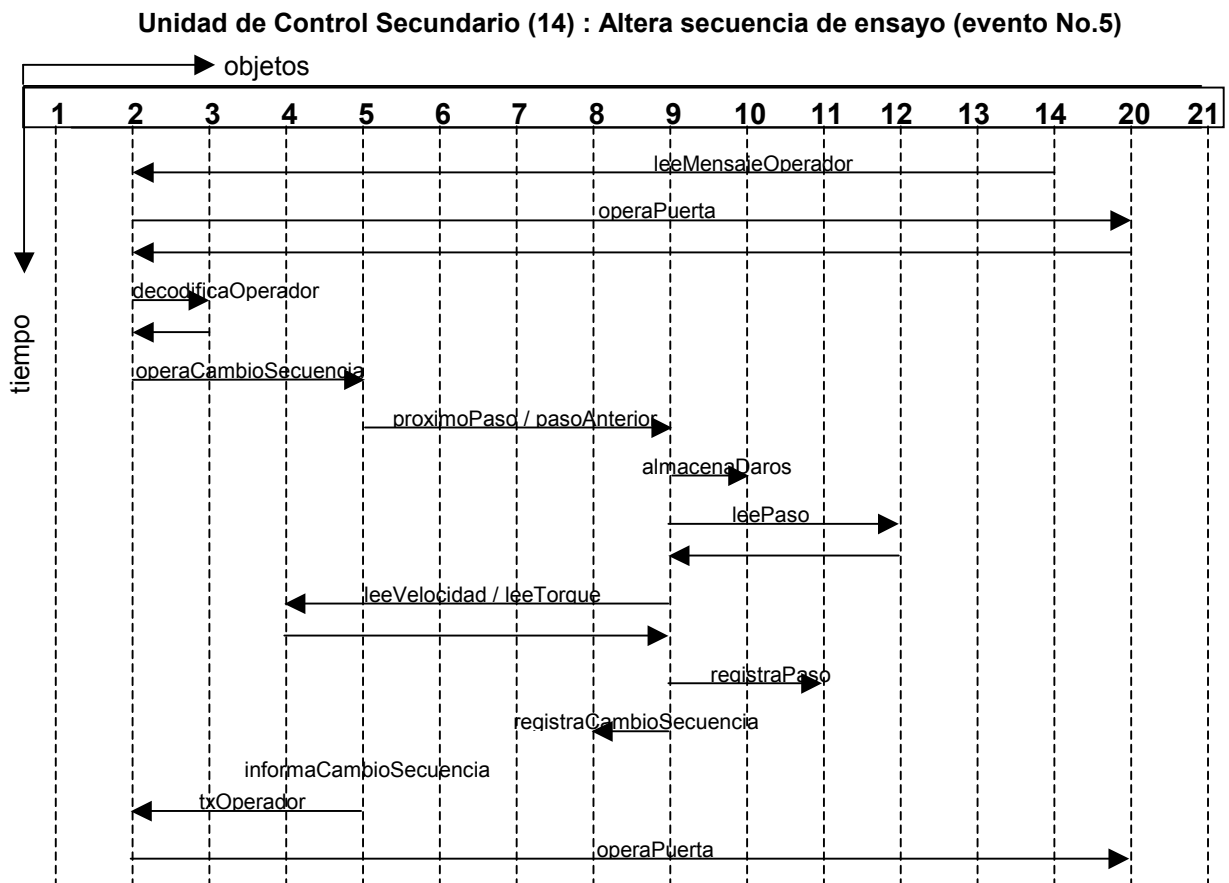 Unidad de Control Secundario (14) : Altera secuencia de ensayo (evento No.5)
objetos
1 2 3 4 5 6 7 8 9 10 11 12 13 14 20 21
leeMensajeOperador
operaPuerta
decodificaOperador
tiempo
operaCambioSecuencia
proximoPaso / pasoAnterior
almacenaDaros
leePaso
leeVelocidad / leeTorque
registraPaso
registraCambioSecuencia
informaCambioSecuencia
txOperador
operaPuerta